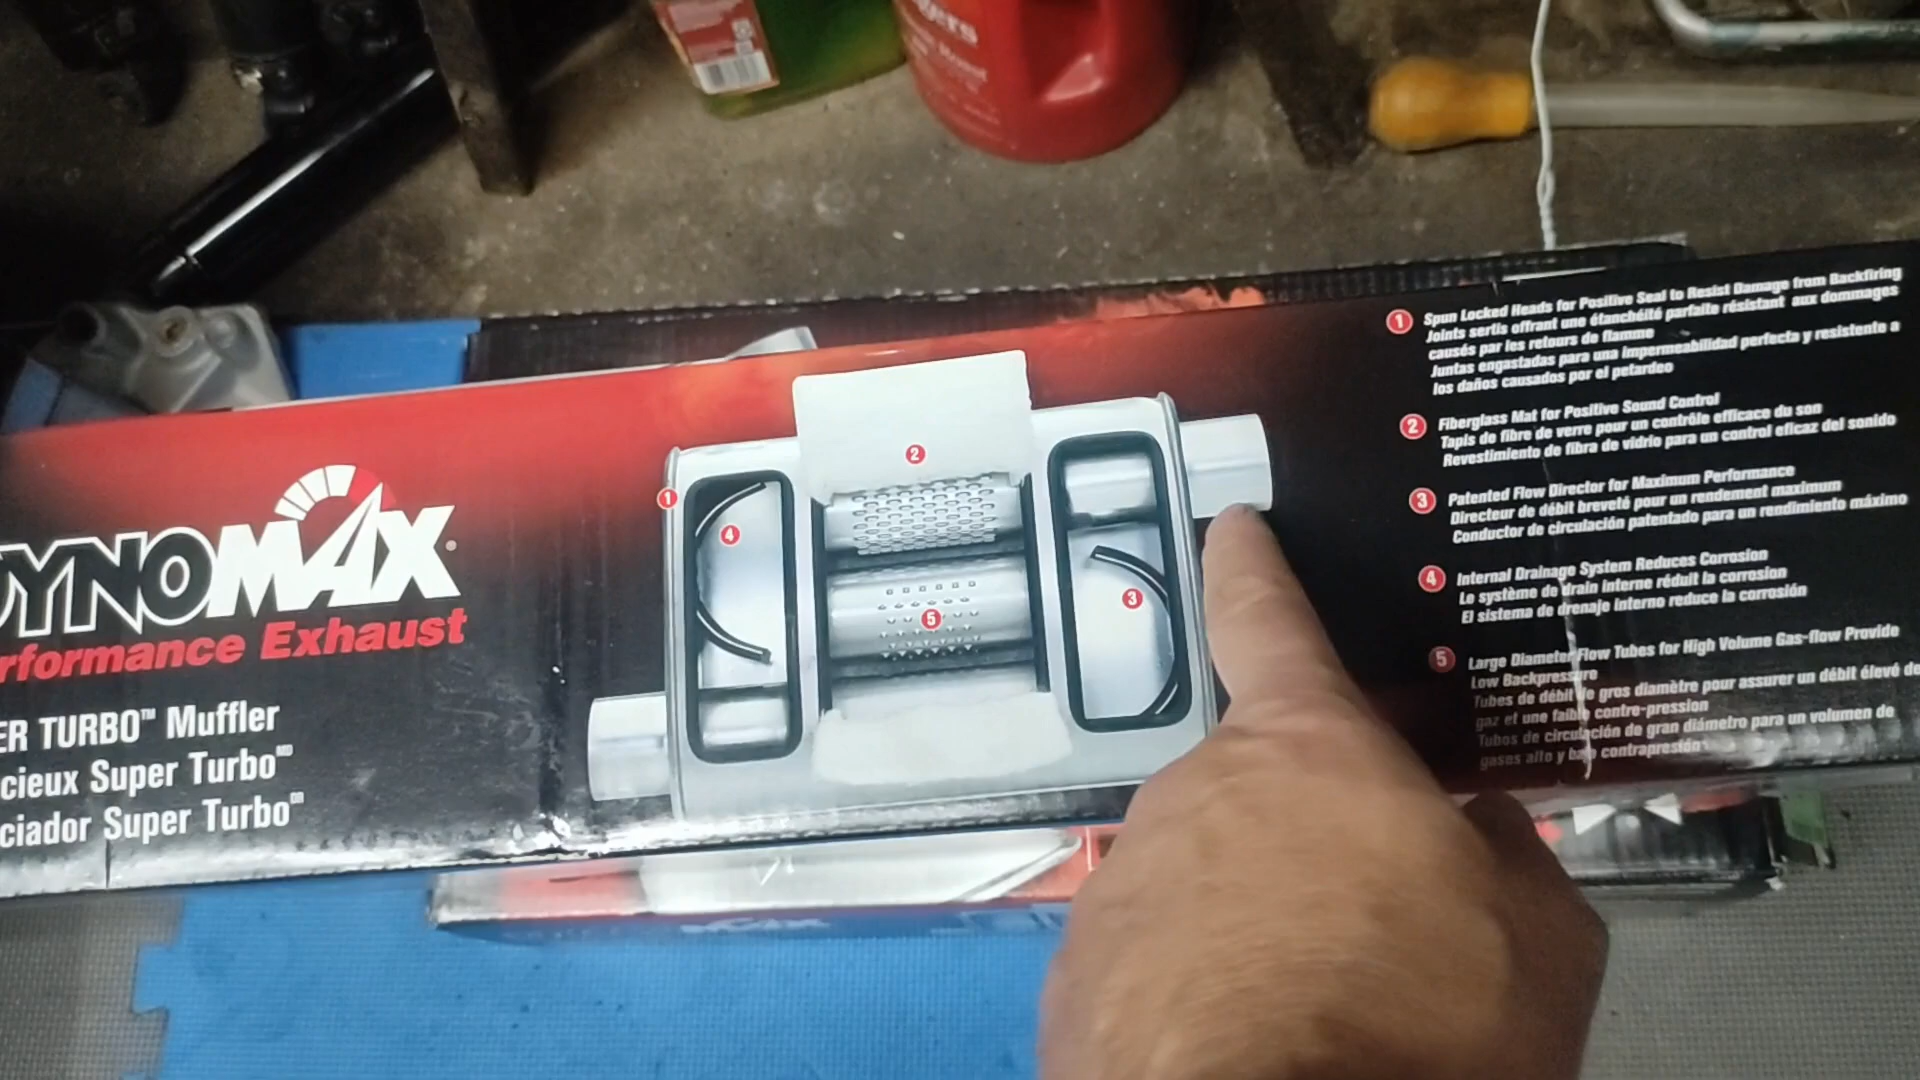 DYNOMAX
rformance Exhaust
ER TURBO™ Muffler
cieux Super Turbo MD
ciador Super Turbo
1
2
3
4
5
1 Spun Locked Heads for Positive Seal to Resist Damage from Backfiring
Joints sertis offrant une étanchéité parfaite résistant aux dommages
causés par les retours de flamme
Juntas engastadas para una impermeabilidad perfecta y resistente a
los daños causados por el petardeo
2 Fiberglass Mat for Positive Sound Control
Tapis de fibre de verre pour un contrôle efficace du son
Revestimiento de fibra de vidrio para un control eficaz del sonido
3 Patented Flow Director for Maximum Performance
Directeur de débit breveté pour un rendement maximum
Conductor de circulación patentado para un rendimiento máximo
4 Internal Drainage System Reduces Corrosion
Le système de drain interne réduit la corrosion
El sistema de drenaje interno reduce la corrosión
5 Large Diameter Flow Tubes for High Volume Gas-flow Provide
Low Backpressure
Tubes de débit de gros diamètre pour assurer un débit élevé de
gaz et une faible contre-pression
Tubos de circulación de gran diámetro para un volumen de
gases alto y baja contrapresión